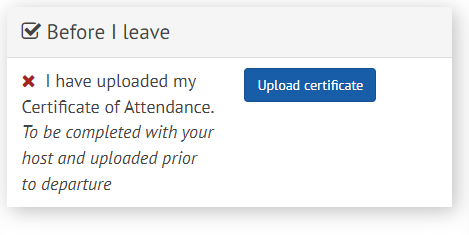 Before I leave
I have uploaded my
Certificate of Attendance.
To be completed with your
host and uploaded prior
to departure
Upload certificate